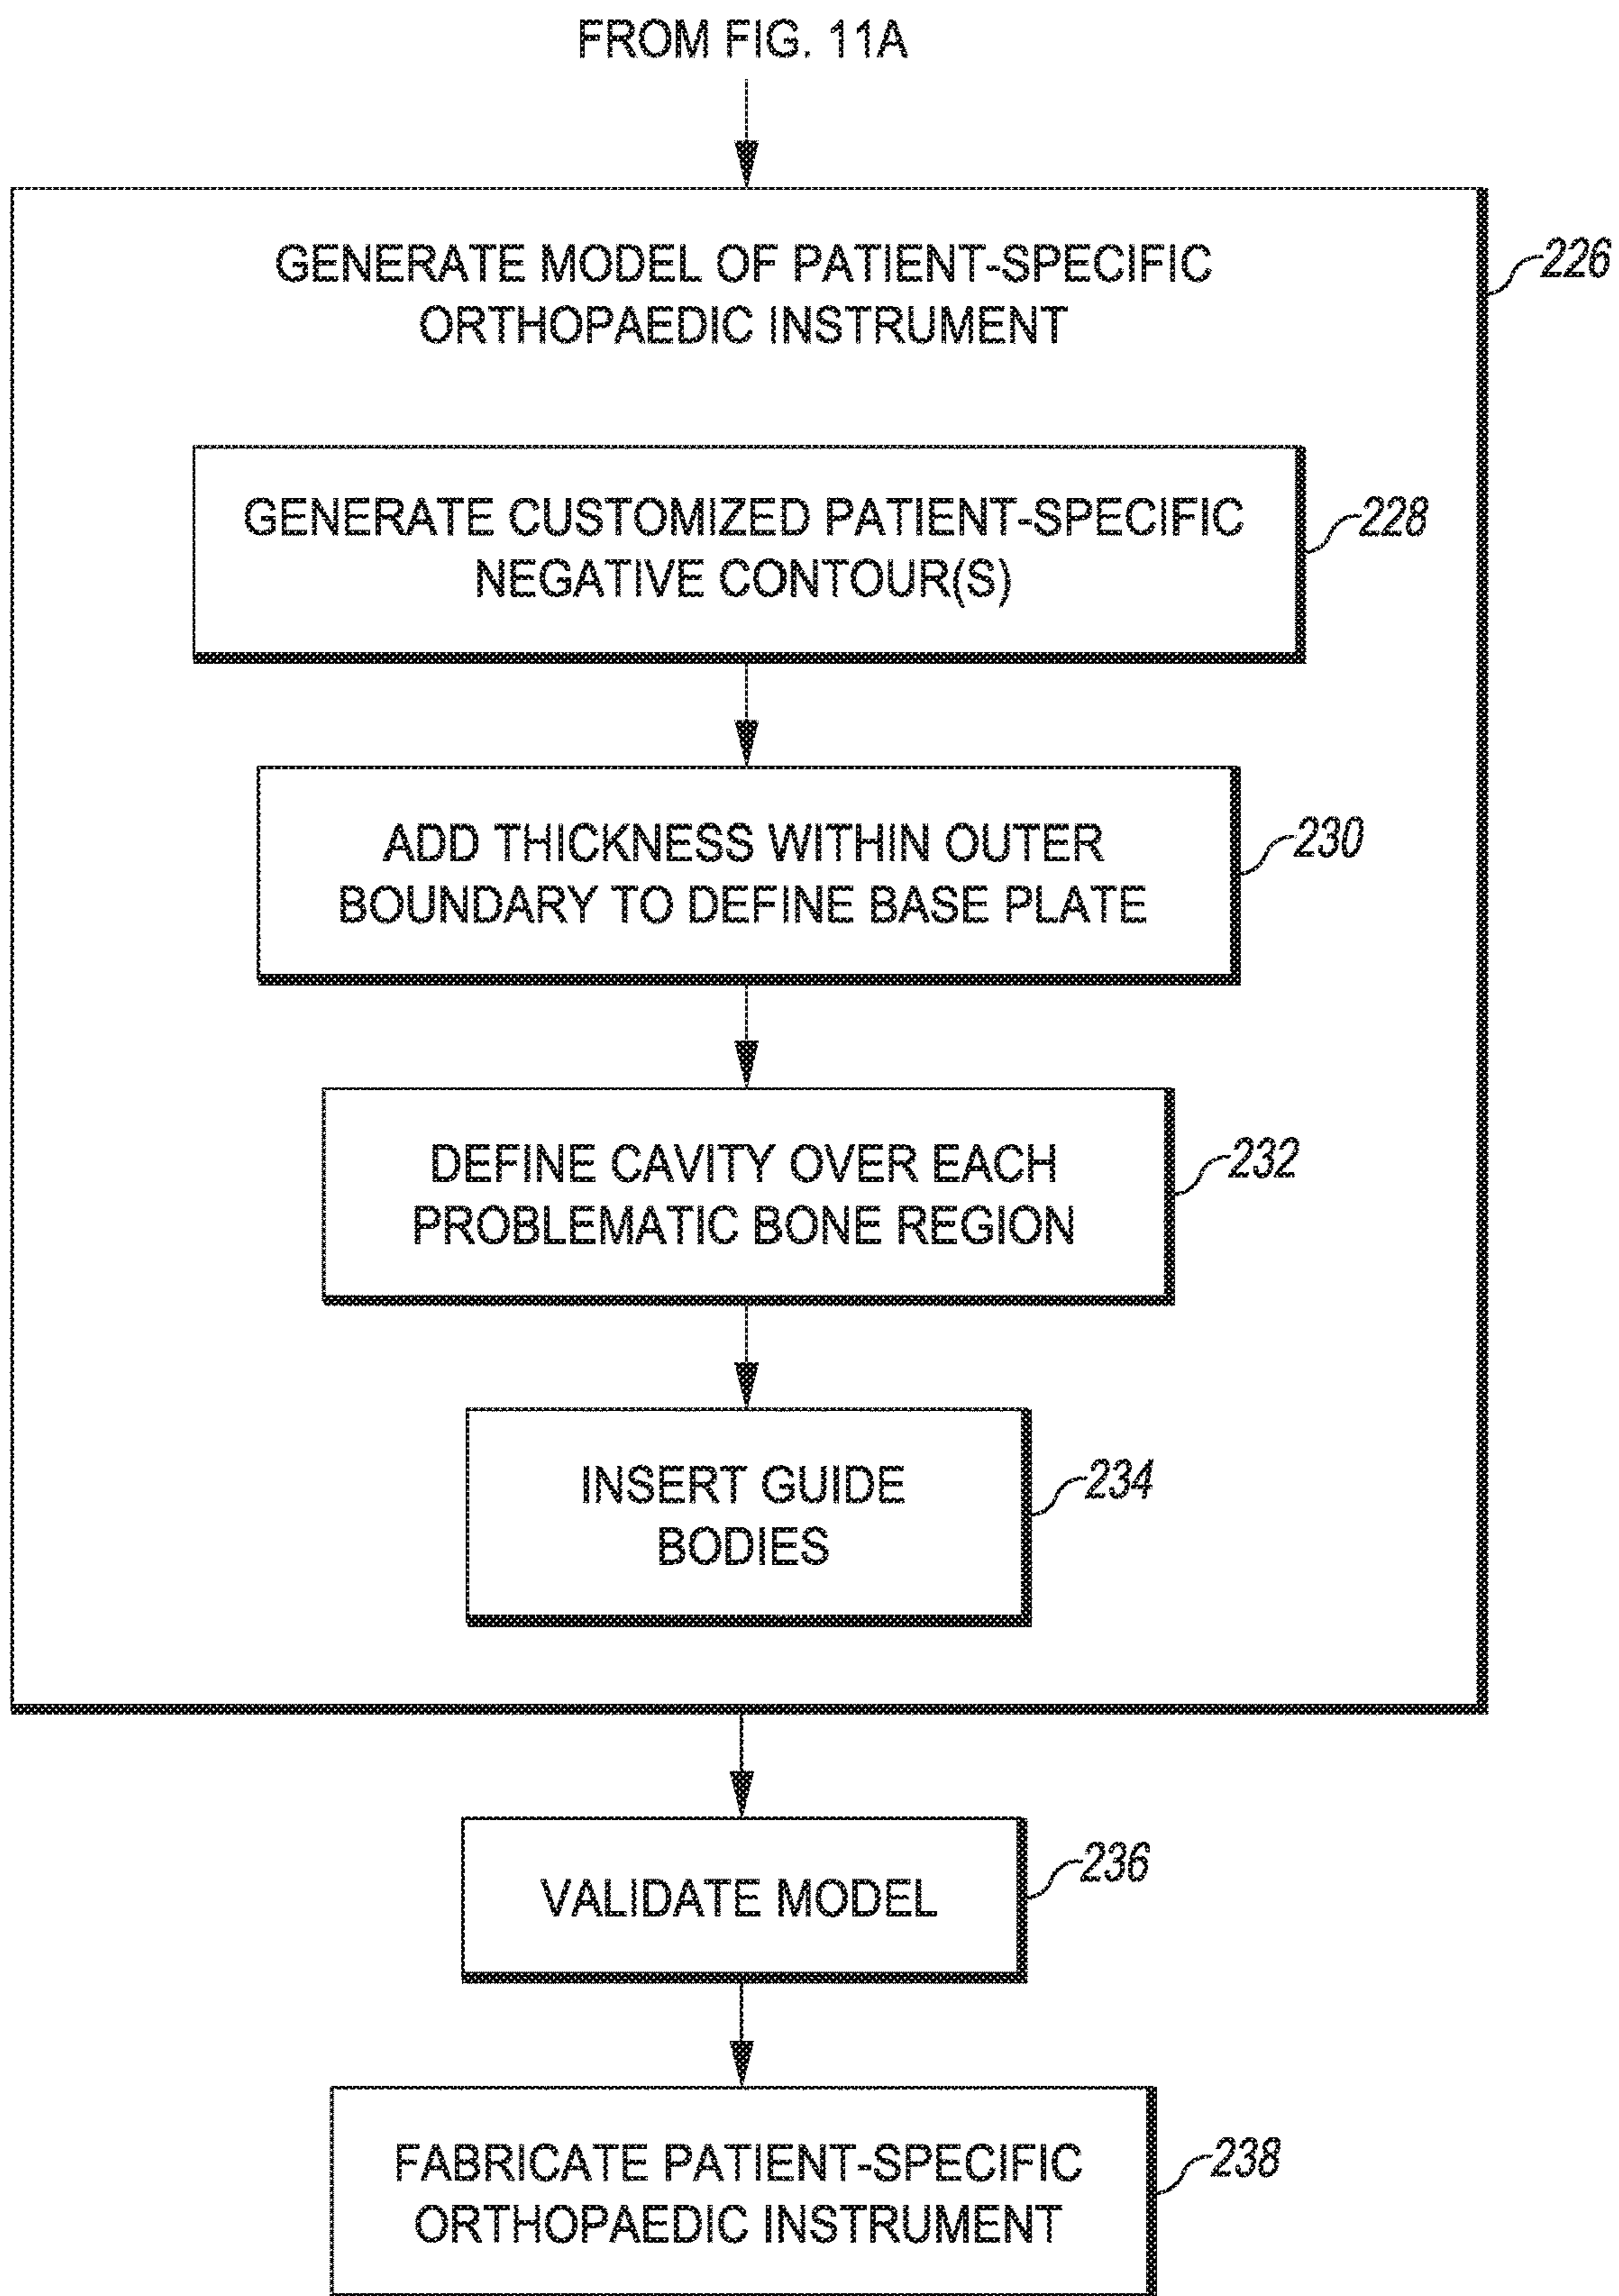 FROM FIG. 11A
GENERATE MODEL OF PATIENT-SPECIFIC
ORTHOPAEDIC INSTRUMENT
226
GENERATE CUSTOMIZED PATIENT-SPECIFIC
NEGATIVE CONTOUR(S)
228
ADD THICKNESS WITHIN OUTER
BOUNDARY TO DEFINE BASE PLATE
230
DEFINE CAVITY OVER EACH
PROBLEMATIC BONE REGION
232
INSERT GUIDE
BODIES
234
VALIDATE MODEL
236
FABRICATE PATIENT-SPECIFIC
ORTHOPAEDIC INSTRUMENT
238